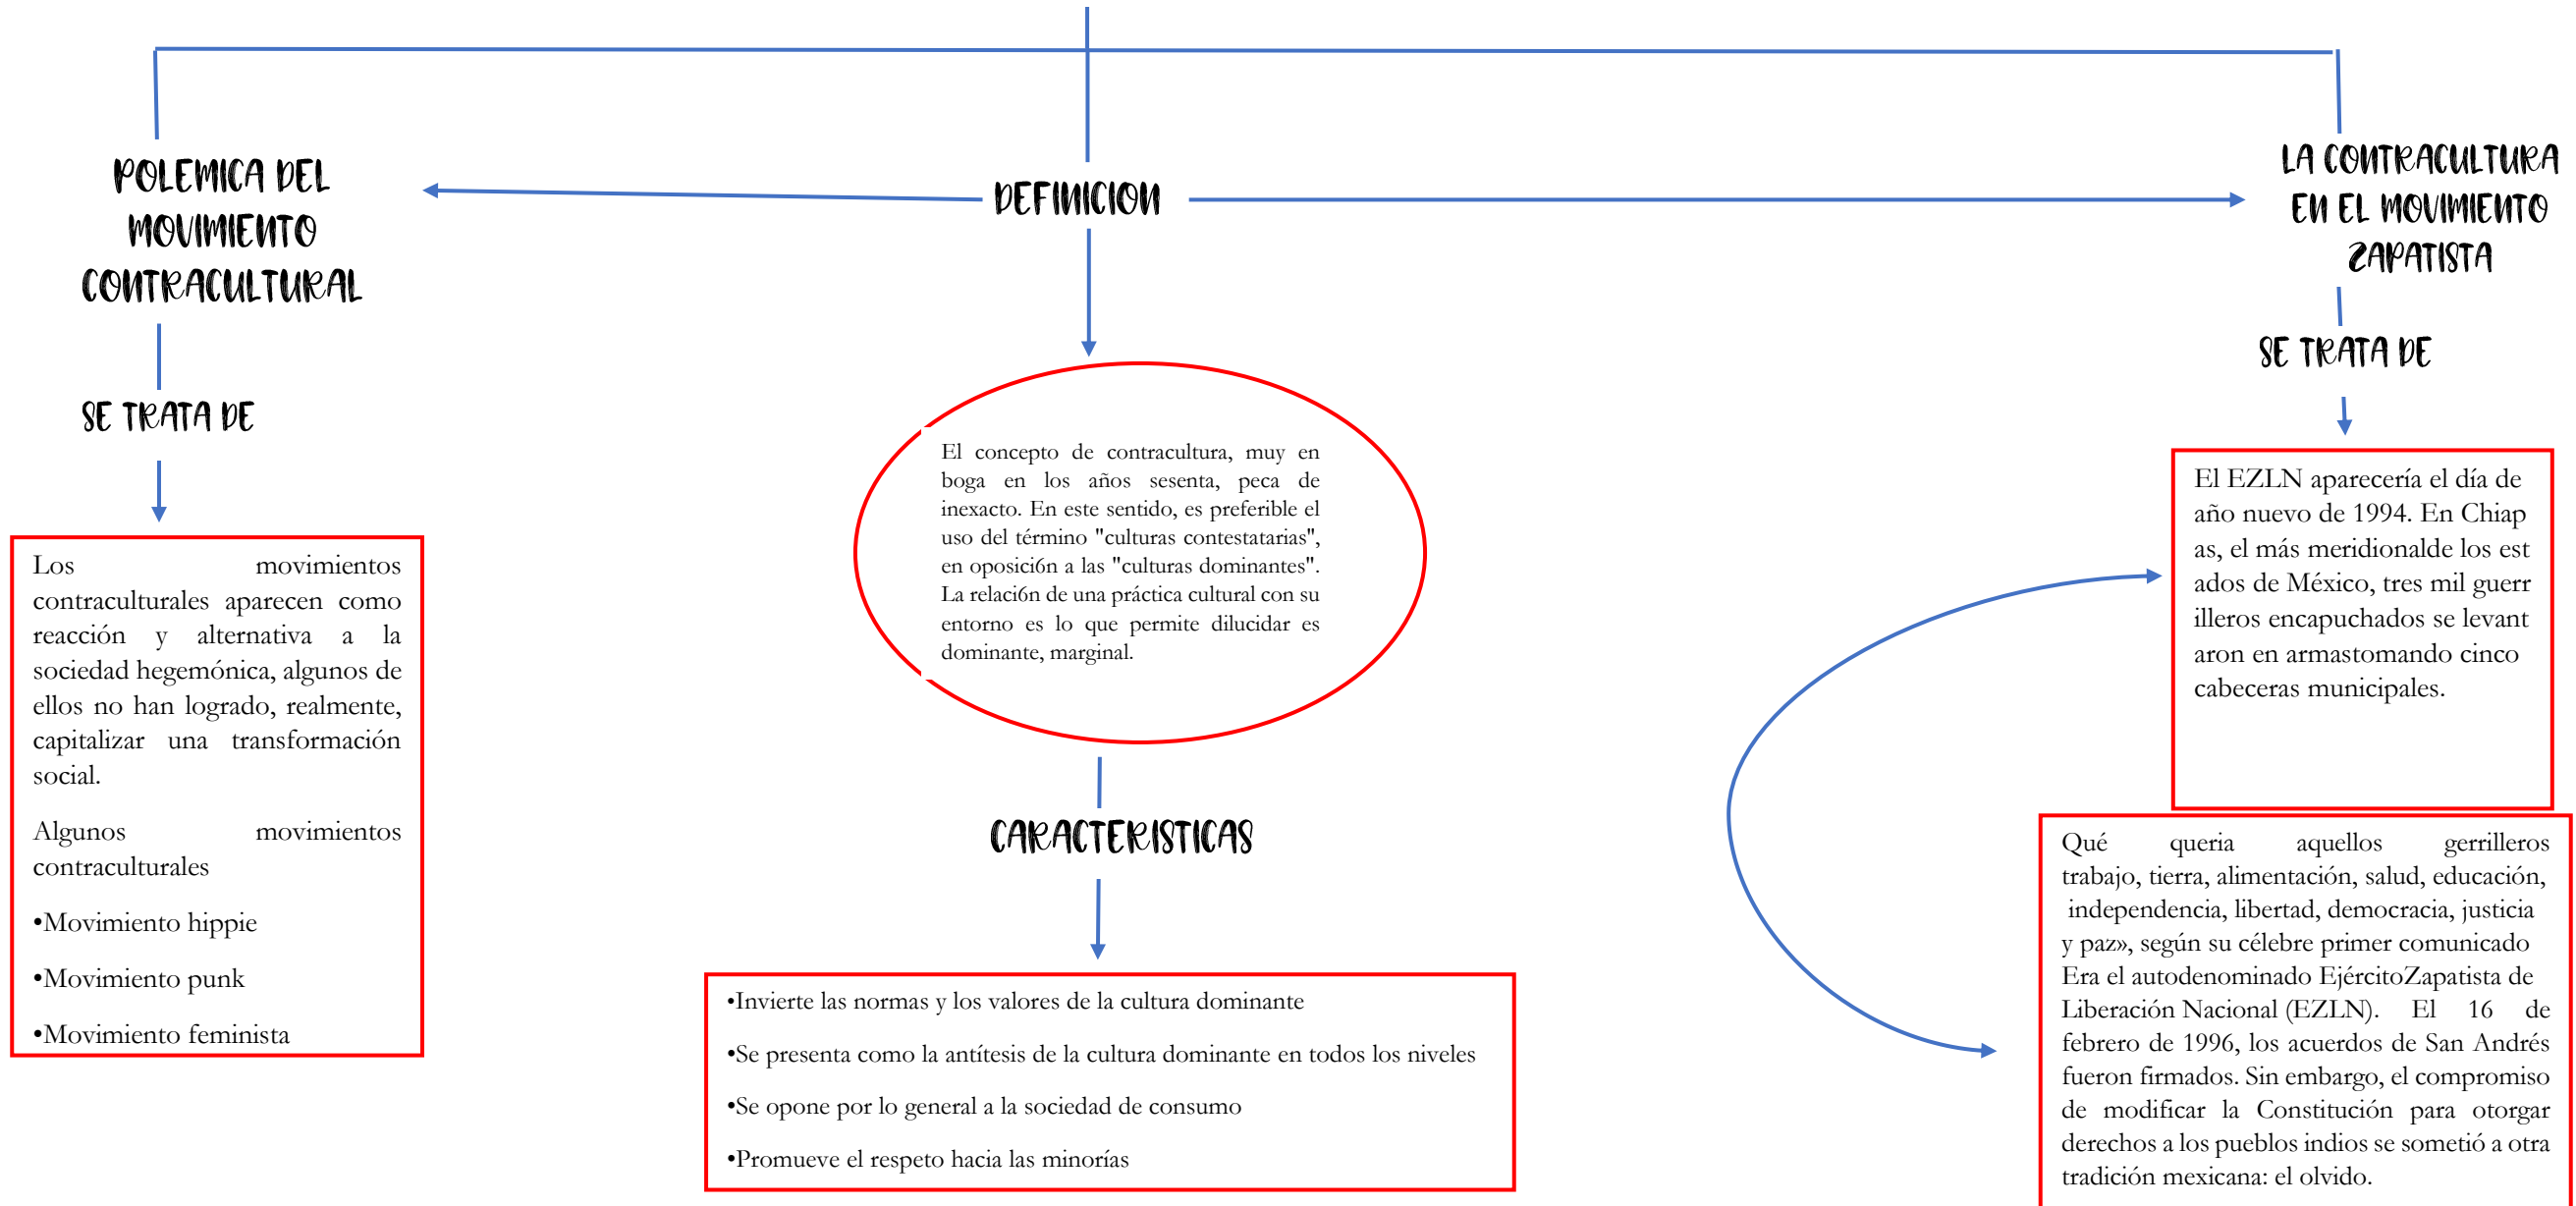 POLEMICA DEL
MOVIMIENTO
CONTRACULTURAL
SE TRATA DE
Los movimientos
contraculturales aparecen como
reacción y alternativa a la
sociedad hegemónica, algunos de
ellos no han logrado, realmente,
capitalizar una transformación
social.
Algunos movimientos
contraculturales
•Movimiento hippie
•Movimiento punk
•Movimiento feminista
DEFINICION
El concepto de contracultura, muy en
boga en los años sesenta, peca de
inexacto. En este sentido, es preferible el
uso del término "culturas contestatarias",
en oposici6n a las "culturas dominantes".
La relaci6n de una práctica cultural con su
entorno es lo que permite dilucidar es
dominante, marginal.
CARACTERISTICAS
•Invierte las normas y los valores de la cultura dominante
•Se presenta como la antítesis de la cultura dominante en todos los niveles
•Se opone por lo general a la sociedad de consumo
•Promueve el respeto hacia las minorías
LA CONTRACULTURA
EN EL MOVIMIENTO
ZAPATISTA
SE TRATA DE
El EZLN aparecería el día de
año nuevo de 1994. En Chiap
as, el más meridionalde los est
ados de México, tres mil guerr
illeros encapuchados se levant
aron en armastomando cinco
cabeceras municipales.
Qué queria aquellos gerrilleros
trabajo, tierra, alimentación, salud, educación,
independencia, libertad, democracia, justicia
y paz», según su célebre primer comunicado
Era el autodenominado EjércitoZapatista de
Liberación Nacional (EZLN). El 16 de
febrero de 1996, los acuerdos de San Andrés
fueron firmados. Sin embargo, el compromiso
de modificar la Constitución para otorgar
derechos a los pueblos indios se sometió a otra
tradición mexicana: el olvido.